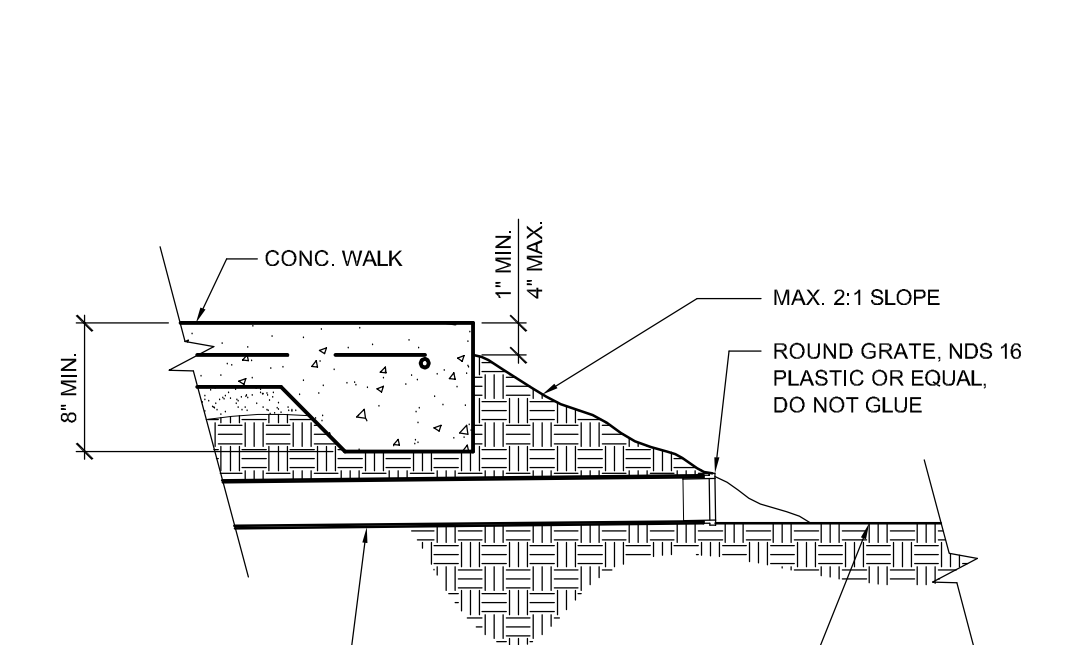 CONC. WALK
1" MIN.
4" MAX.
MAX. 2:1 SLOPE
8" MIN.
ROUND GRATE, NDS 16
PLASTIC OR EQUAL,
DO NOT GLUE